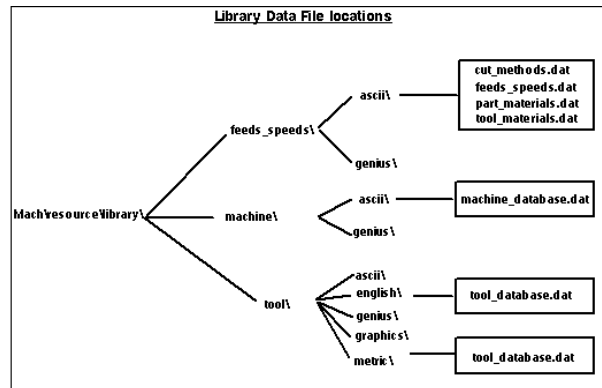 Library Data File locations
cut_methods.dat
feeds_speeds.dat
part_materials.dat
tool_materials.dat
ascii\
feeds_speeds\
genius\
Mach\resource\library\
machine\
ascii\
machine_database.dat
genius\
tool\
ascii\
english\
tool_database.dat
genius\
graphics\
metric\
tool_database.dat